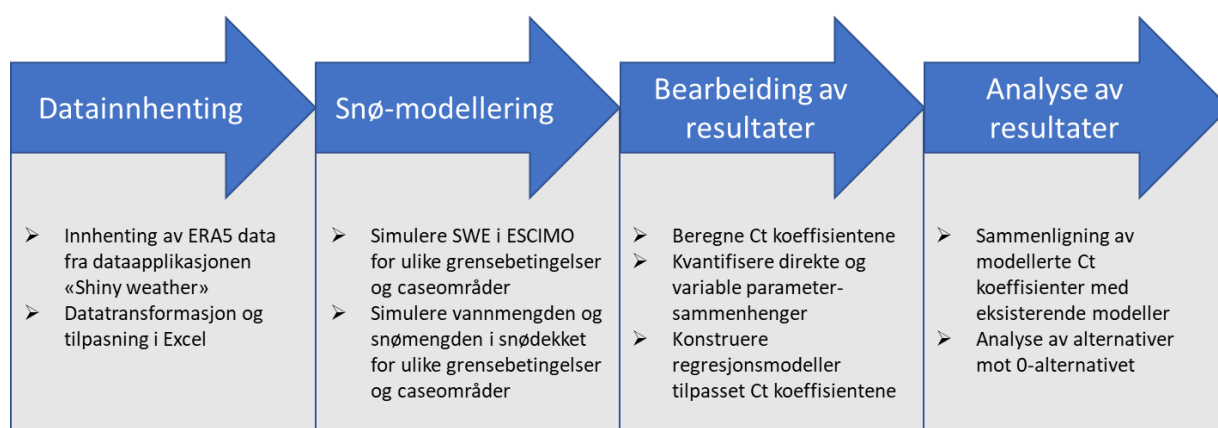 Datainnhenting
Innhenting av ERA5 data
fra dataapplikasjonen
«Shiny weather»
Datatransformasjon og
tilpasning i Excel
Snø-modellering
Simulere SWE i ESCIMO
for ulike grensebetingelser
og caseområder
Simulere vannmengden og
snømengden i snødekket
for ulike grensebetingelser
og caseområder
Bearbeiding av
resultater
Beregne Ct koeffisientene
Kvantifisere direkte og
variable parameter-
sammenhenger
Konstruere
regresjonsmodeller
tilpasset Ct koeffisientene
Analyse av
resultater
Sammenligning av
modellerte Ct
koeffisienter med
eksisterende modeller
Analyse av alternativer
mot 0-alternativet